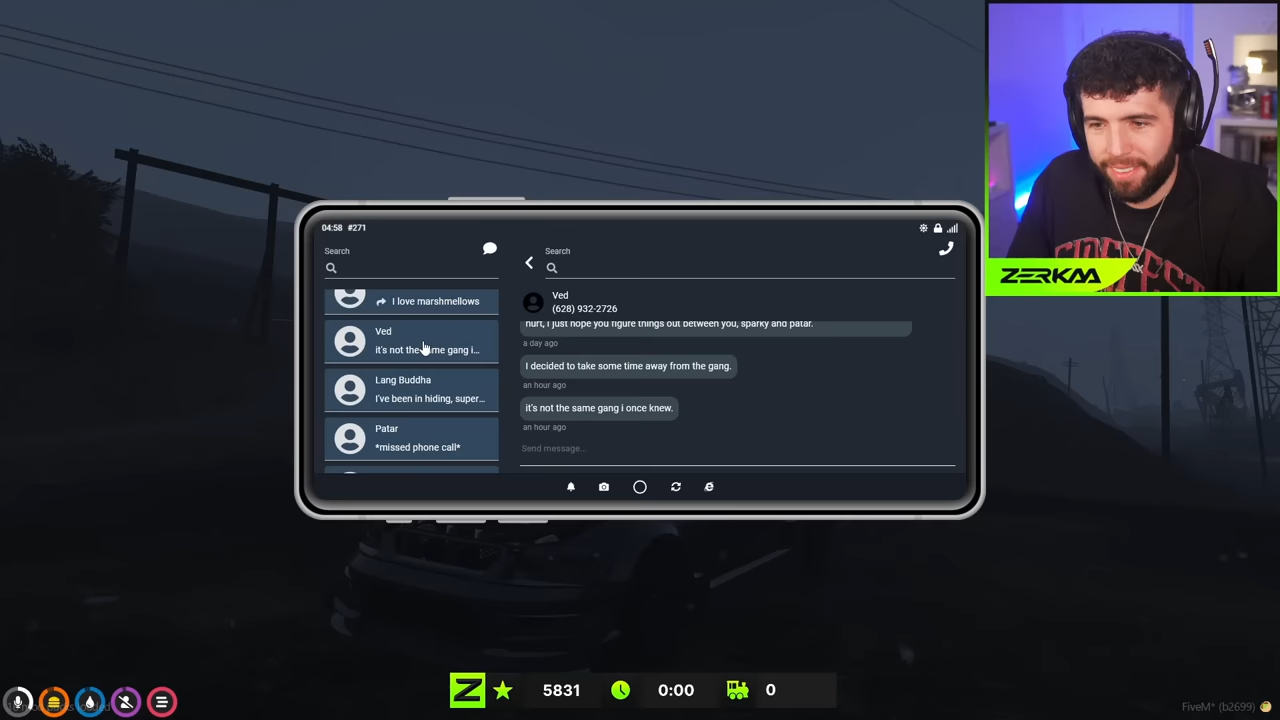 04:58 #271
Search
I love marshmellows
Ved
it's not the same gang i...
Lang Buddha
I've been in hiding, super...
Patar
*missed phone call*
Search
Ved
(628) 932-2726
hurt, I just hope you figure things out between you, sparky and patar.
a day ago
I decided to take some time away from the gang.
an hour ago
it's not the same gang i once knew.
an hour ago
Send message...
ZERKAA
Z
5831
0:00
0
FiveM* (b2699)